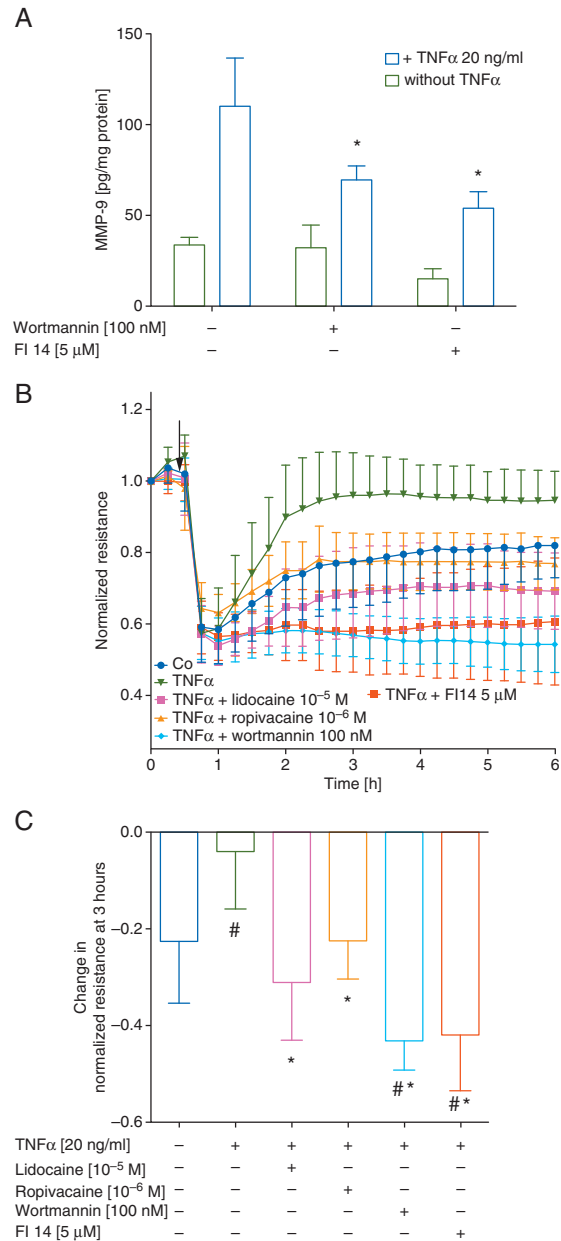 A
150
+ TNFα 20 ng/ml
without TNFα
100
*
*
50
0
MMP-9 [pg/mg protein]
Wortmannin [100 nM] – + –
FI 14 [5 µM] – – +
B
1.2
1.0
0.8
0.6
0.4
Normalized resistance
Co
TNFα
TNFα + lidocaine 10⁻⁵ M
TNFα + FI14 5 µM
TNFα + ropivacaine 10⁻⁶ M
TNFα + wortmannin 100 nM
0 1 2 3 4 5 6
Time [h]
C
0.0
–0.2
–0.4
–0.6
Change in
normalized resistance at 3 hours
#
*
*
# *
# *
TNFα [20 ng/ml] – + + + + +
Lidocaine [10⁻⁵ M] – – + – – –
Ropivacaine [10⁻⁶ M] – – – + – –
Wortmannin [100 nM] – – – – + –
FI 14 [5 µM] – – – – – +